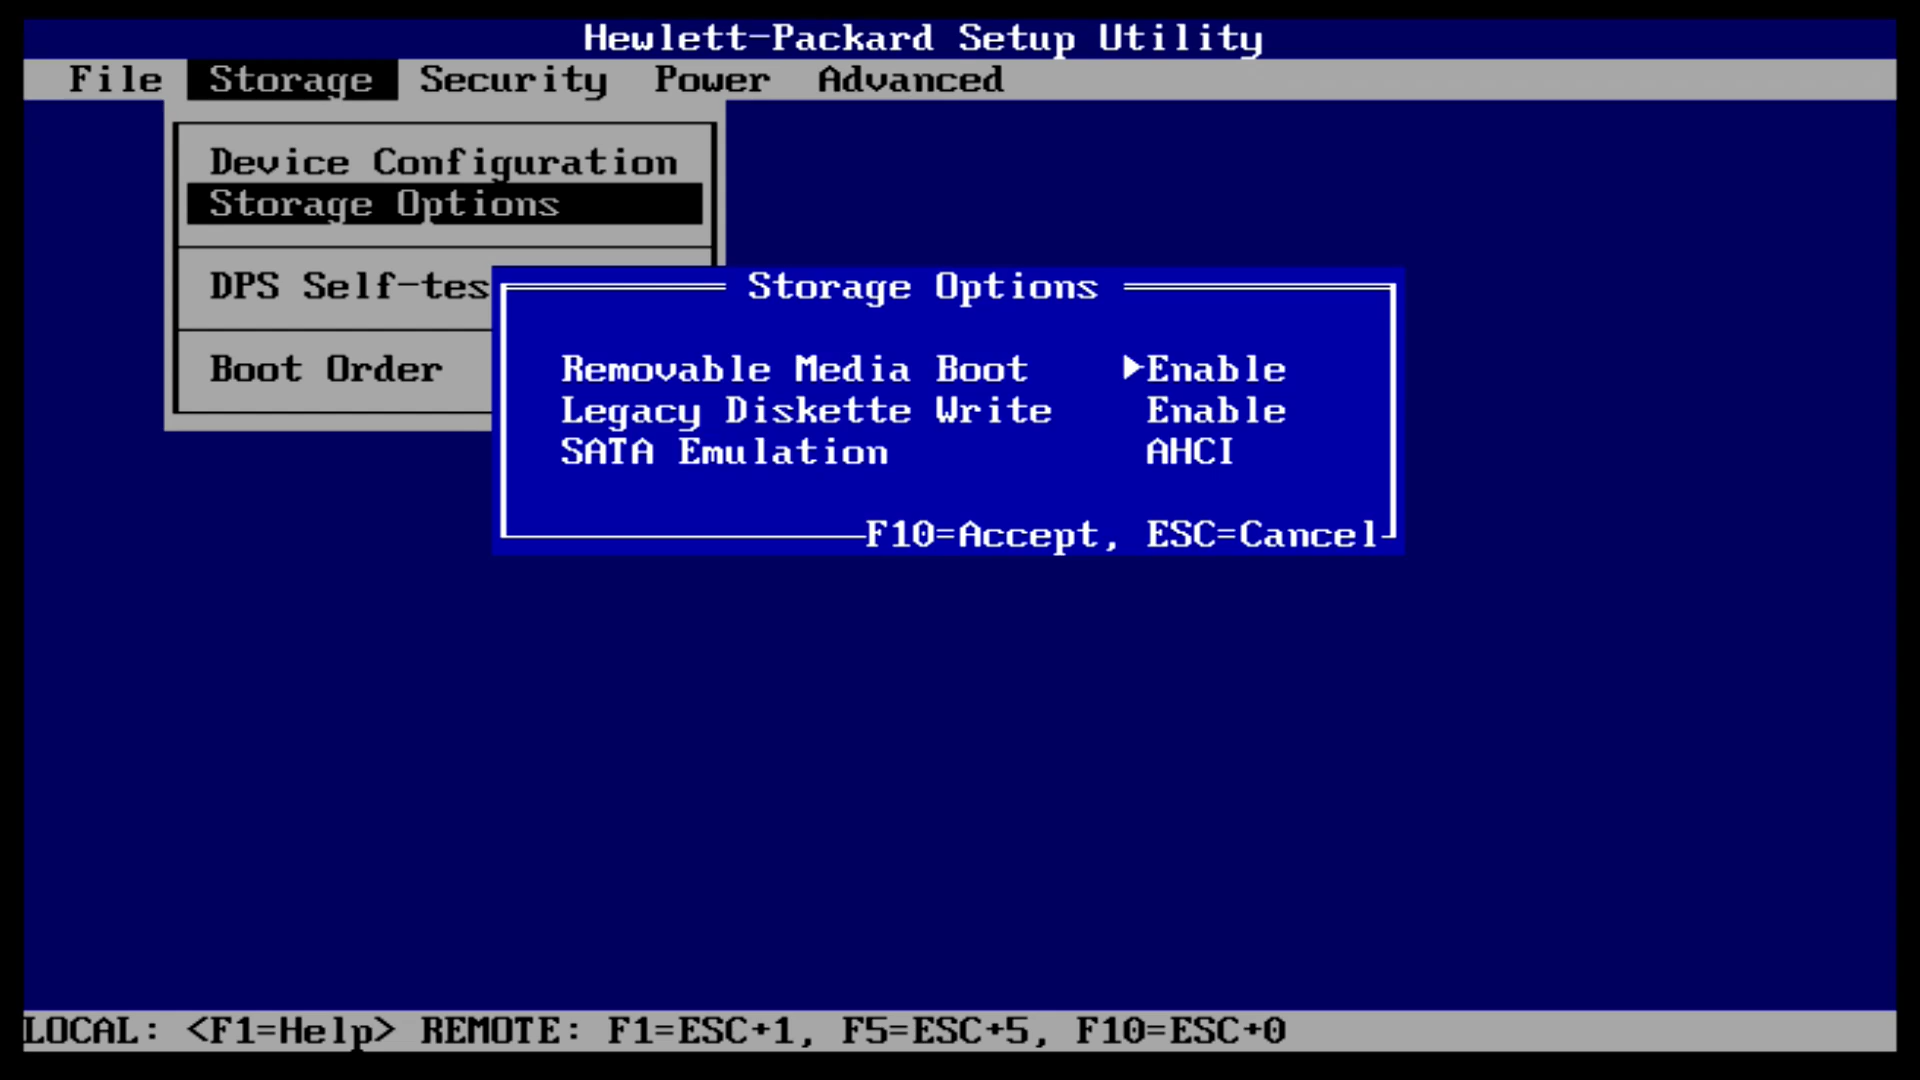 Hewlett-Packard Setup Utility
File Storage Security Power Advanced
Device Configuration
Storage Options
DPS Self-tes
Boot Order
Storage Options
Removable Media Boot ▶Enable
Legacy Diskette Write Enable
SATA Emulation AHCI
F10=Accept, ESC=Cancel
LOCAL: <F1=Help> REMOTE: F1=ESC+1, F5=ESC+5, F10=ESC+0